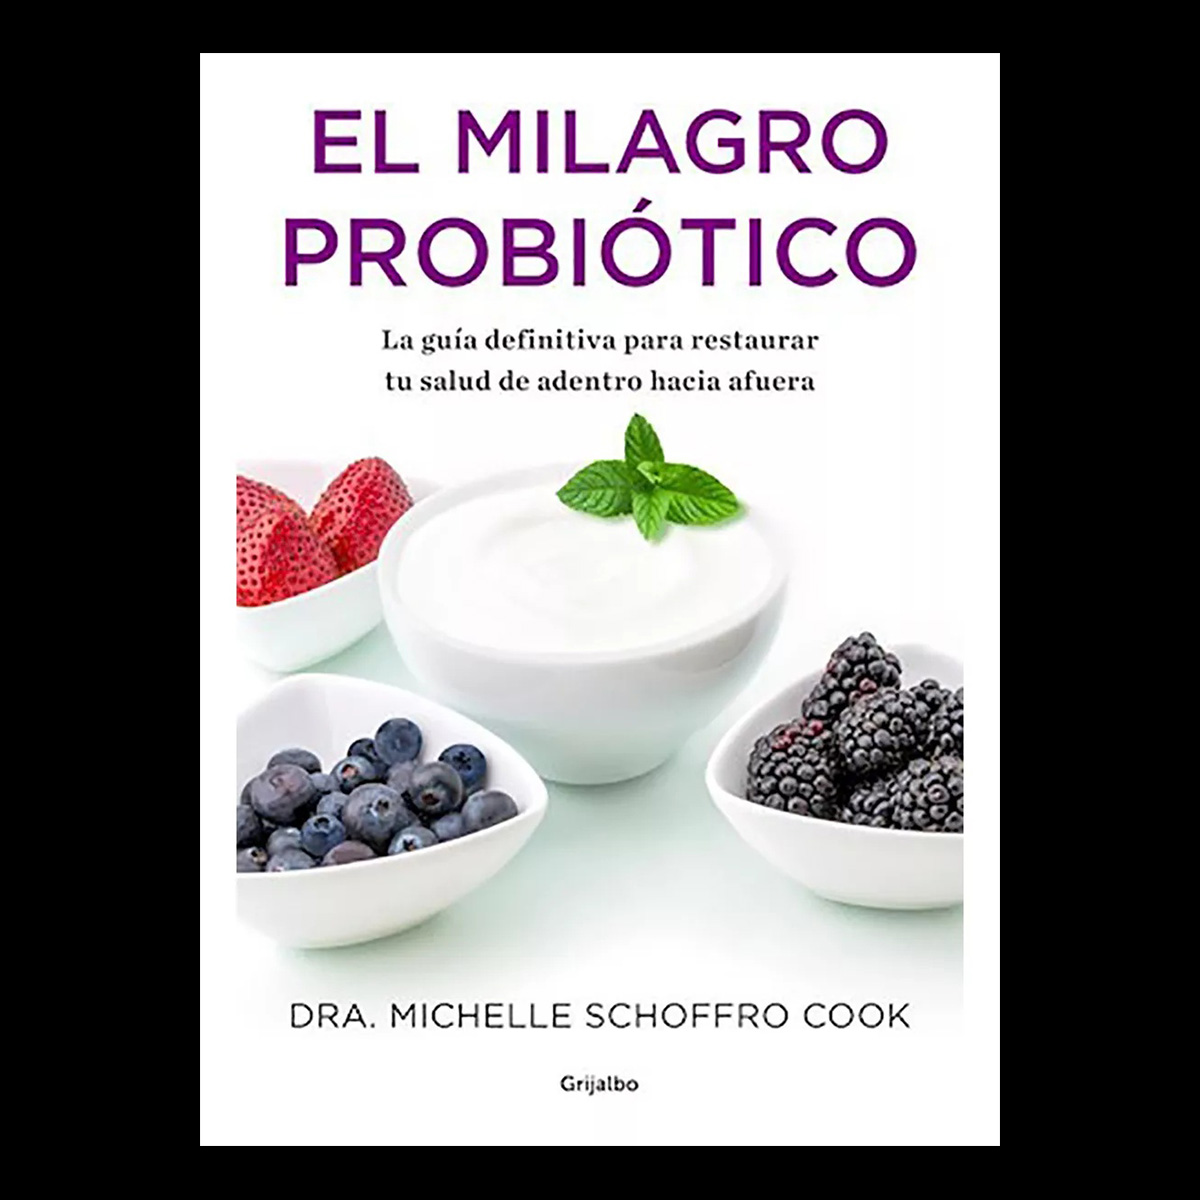 EL MILAGRO
PROBIÓTICO
La guía definitiva para restaurar
tu salud de adentro hacia afuera
DRA. MICHELLE SCHOFFRO COOK
Grijalbo